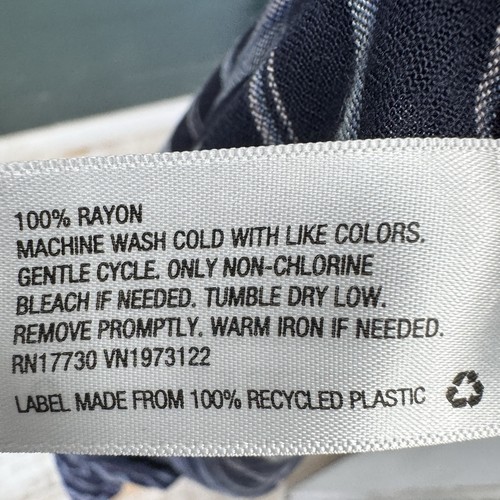 100% RAYON
MACHINE WASH COLD WITH LIKE COLORS.
GENTLE CYCLE. ONLY NON-CHLORINE
BLEACH IF NEEDED. TUMBLE DRY LOW.
REMOVE PROMPTLY. WARM IRON IF NEEDED.
RN17730 VN1973122
LABEL MADE FROM 100% RECYCLED PLASTIC